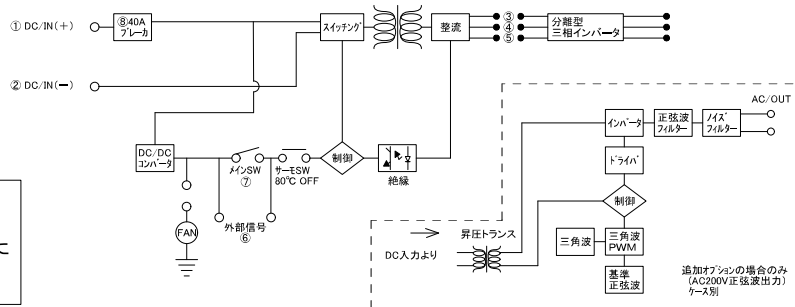 ① DC/IN(+)
⑧40A
ブレーカ
スイッチング
整流
③
④
⑤
分離型
三相インバータ
② DC/IN(-)
AC/OUT
インバータ
正弦波
フィルター
ノイズ
フィルター
DC/DC
コンバータ
メインSW
⑦
サーモSW
80℃ OFF
制御
絶縁
ドライバ
外部信号
⑥
制御
FAN
昇圧トランス
DC入力より
三角波
三角波
PWM
基準
正弦波
追加オプションの場合のみ
(AC200V正弦波出力)
ケース別
た